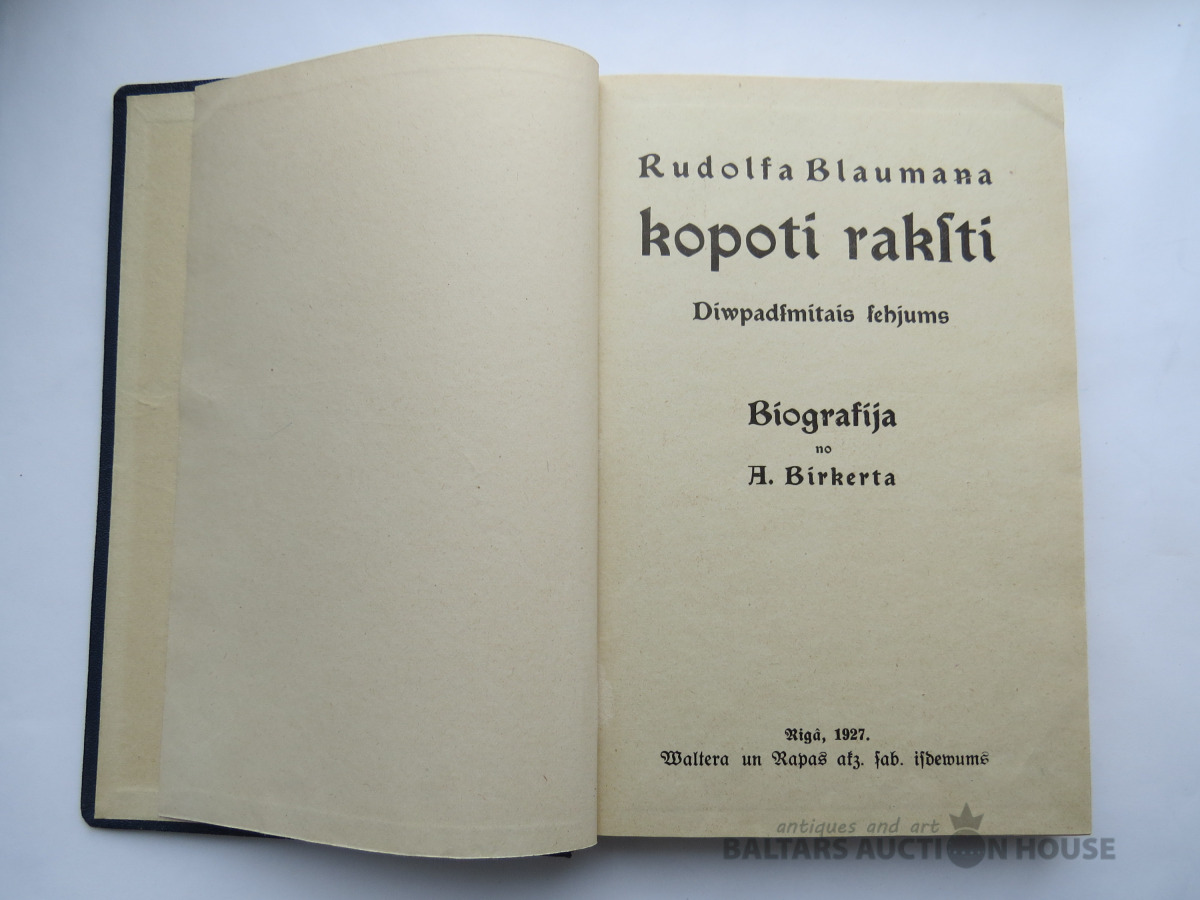 Rudolfa Blaumaņa
kopoti rakſti
Diwpadſmitais ſehjums
Biografija
no
A. Birkerta
Rigâ, 1927.
Waltera un Rapas akz. ſab. iſdewums
antiques and art
BALTARS AUCTION HOUSE